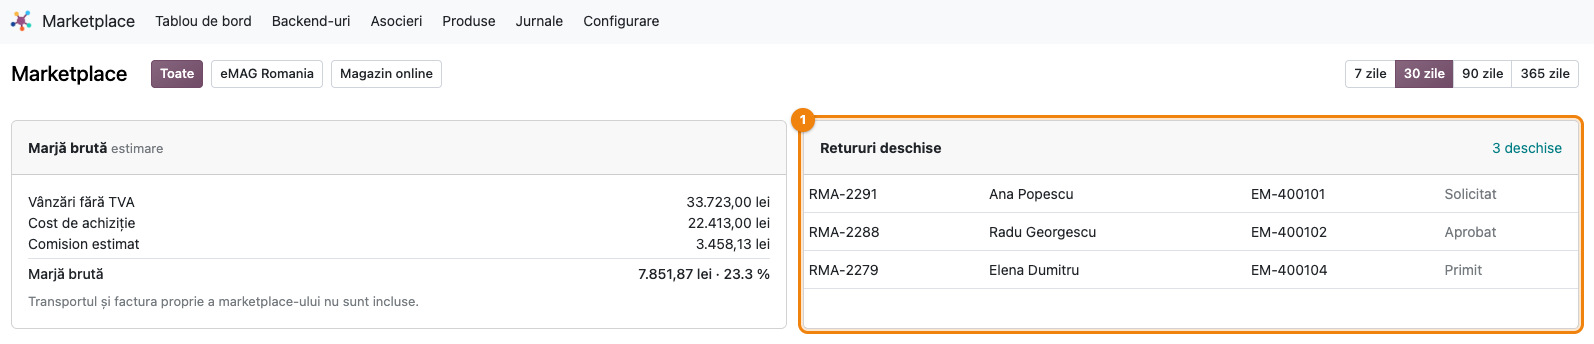 Marketplace Tablou de bord Backend-uri Asocieri Produse Jurnale Configurare
Marketplace Toate eMAG Romania Magazin online 7 zile 30 zile 90 zile 365 zile
1
Marjă brută estimare
Vânzări fără TVA 33.723,00 lei
Cost de achiziție 22.413,00 lei
Comision estimat 3.458,13 lei
Marjă brută 7.851,87 lei · 23.3 %
Transportul și factura proprie a marketplace-ului nu sunt incluse.
Retururi deschise 3 deschise
RMA-2291 Ana Popescu EM-400101 Solicitat
RMA-2288 Radu Georgescu EM-400102 Aprobat
RMA-2279 Elena Dumitru EM-400104 Primit